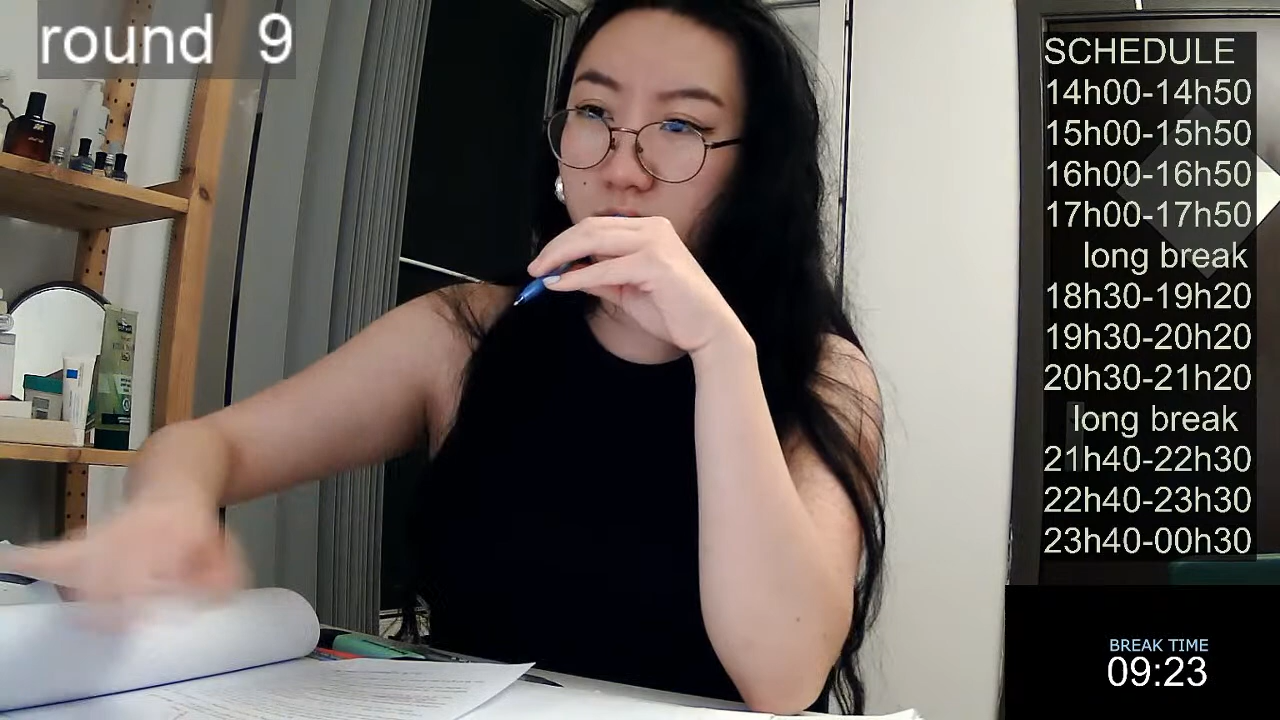 round 9
SCHEDULE
14h00-14h50
15h00-15h50
16h00-16h50
17h00-17h50
long break
18h30-19h20
19h30-20h20
20h30-21h20
long break
21h40-22h30
22h40-23h30
23h40-00h30
BREAK TIME
09:23